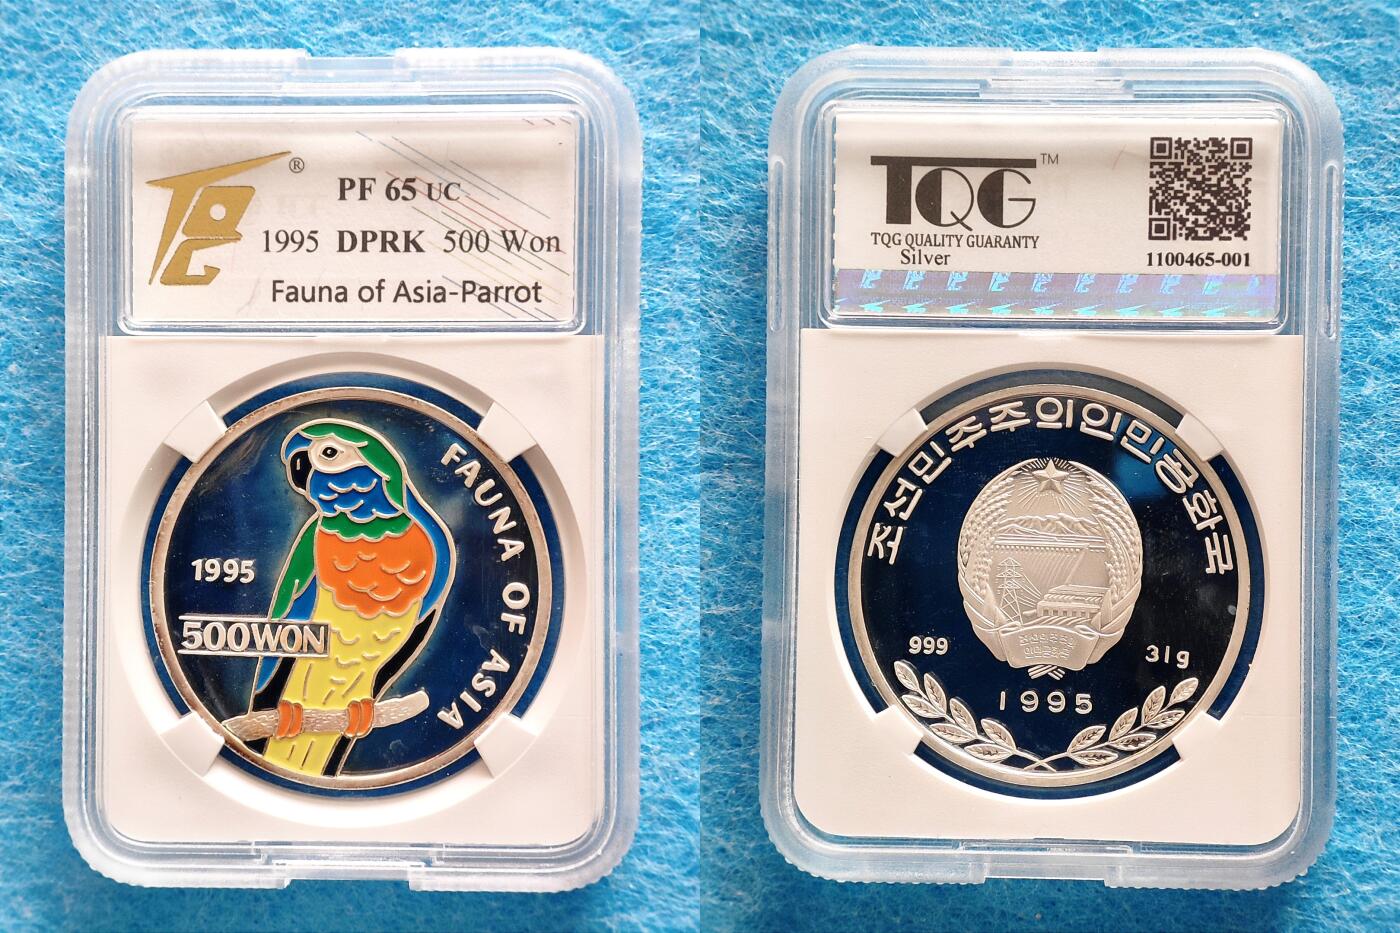 ®
PF 65 UC
1995 DPRK 500 Won
Fauna of Asia-Parrot
1995
500 WON
FAUNA OF ASIA
TQG™
TQG QUALITY GUARANTY
Silver
1100465-001
조선민주주의인민공화국
999
31g
1995